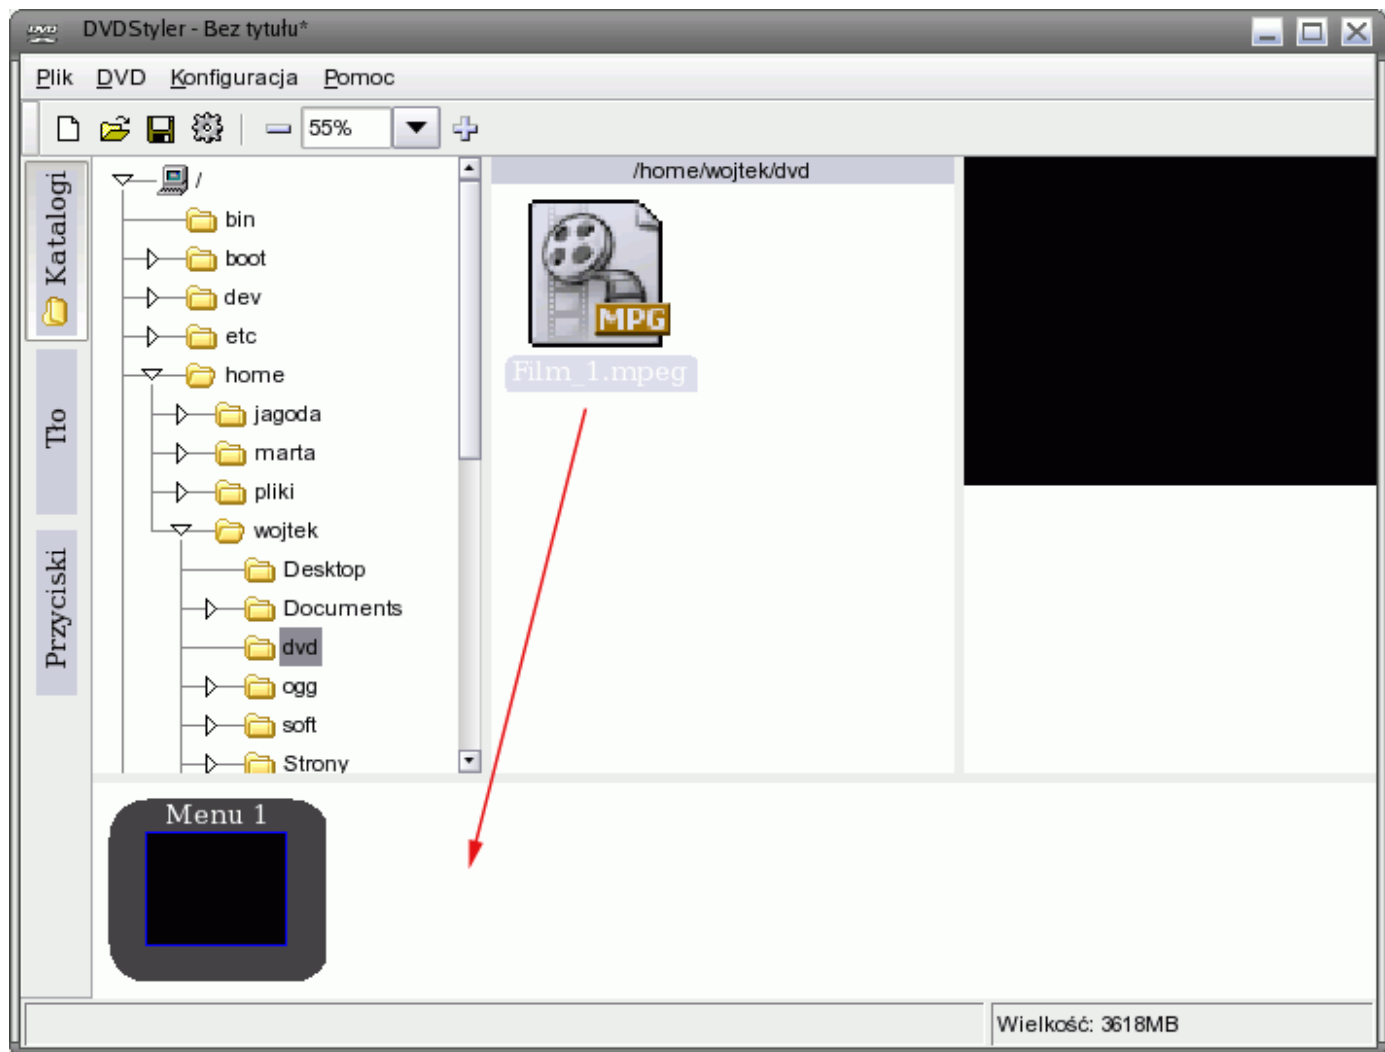 DVDStyler - Bez tytułu*
Plik DVD Konfiguracja Pomoc
55%
Katalogi
Tło
Przyciski
/
bin
boot
dev
etc
home
jagoda
marta
pliki
wojtek
Desktop
Documents
dvd
ogg
soft
Strony
/home/wojtek/dvd
MPG
Film_1.mpeg
Menu 1
Wielkość: 3618MB